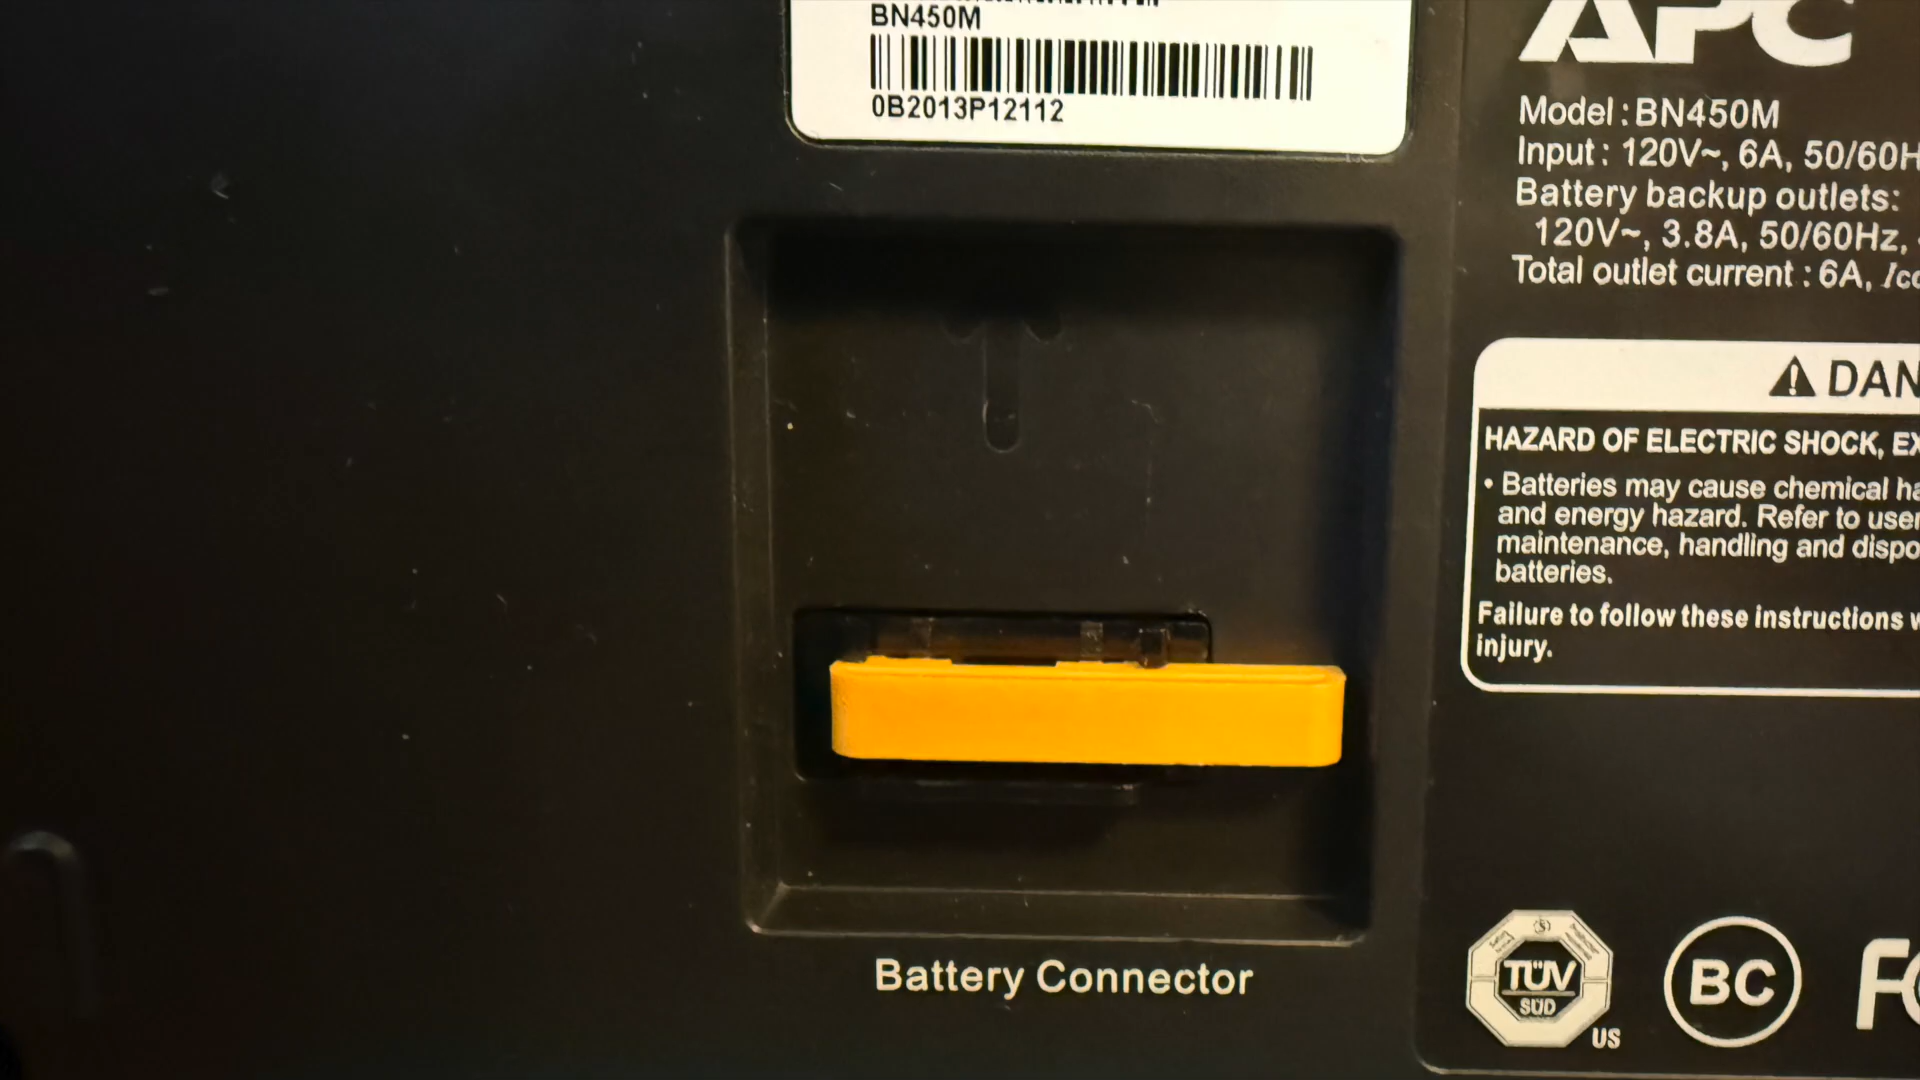 BN450M
0B2013P12112
APC
Model : BN450M
Input : 120V~, 6A, 50/60H
Battery backup outlets:
120V~, 3.8A, 50/60Hz,
Total outlet current : 6A, Icc
⚠ DAN
HAZARD OF ELECTRIC SHOCK, EX
• Batteries may cause chemical ha
and energy hazard. Refer to user
maintenance, handling and dispo
batteries.
Failure to follow these instructions w
injury.
Battery Connector
TÜV
SÜD
US
BC
FC